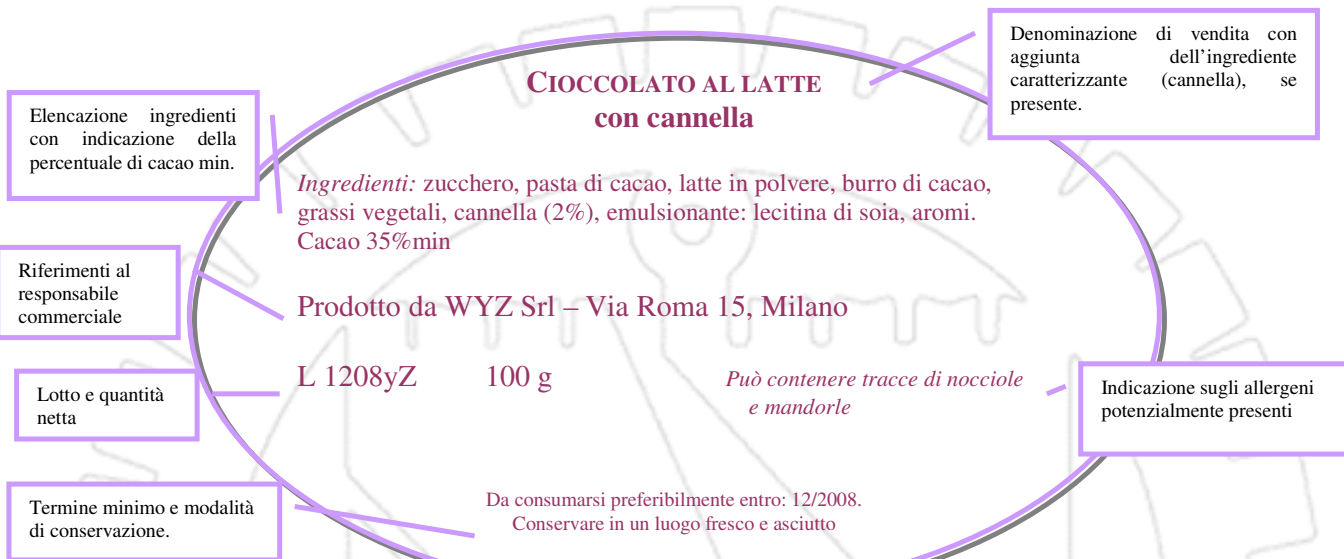 Denominazione di vendita con
aggiunta dell'ingrediente
caratterizzante (cannella), se
presente.
CIOCCOLATO AL LATTE
con cannella
Elencazione ingredienti
con indicazione della
percentuale di cacao min.
Ingredienti: zucchero, pasta di cacao, latte in polvere, burro di cacao,
grassi vegetali, cannella (2%), emulsionante: lecitina di soia, aromi.
Cacao 35%min
Riferimenti al
responsabile
commerciale
Prodotto da WYZ Srl – Via Roma 15, Milano
L 1208yZ 100 g
Può contenere tracce di nocciole
e mandorle
Lotto e quantità
netta
Indicazione sugli allergeni
potenzialmente presenti
Termine minimo e modalità
di conservazione.
Da consumarsi preferibilmente entro: 12/2008.
Conservare in un luogo fresco e asciutto